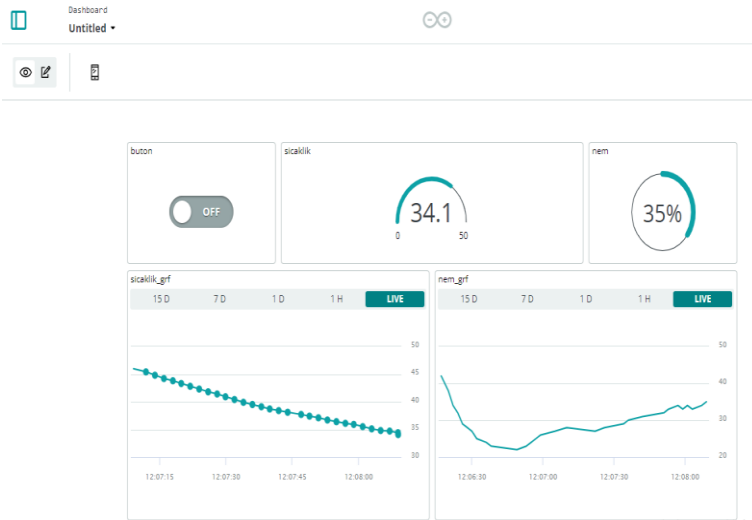 Dashboard
Untitled
buton
OFF
sicaklik
34.1
0 50
nem
35%
sicaklik_grf
15 D 7 D 1 D 1 H LIVE
50
45
40
35
30
12:07:15 12:07:30 12:07:45 12:08:00
nem_grf
15 D 7 D 1 D 1 H LIVE
50
40
30
20
12:06:30 12:07:00 12:07:30 12:08:00